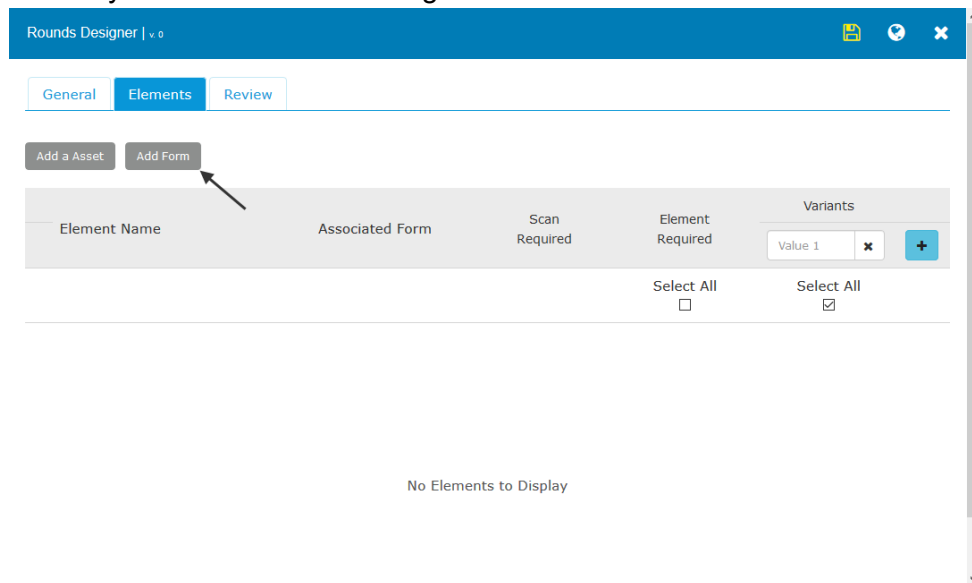 Rounds Designer | v. 0
General Elements Review
Add a Asset Add Form
Element Name Associated Form Scan Required Element Required Variants
Value 1
Select All Select All
No Elements to Display